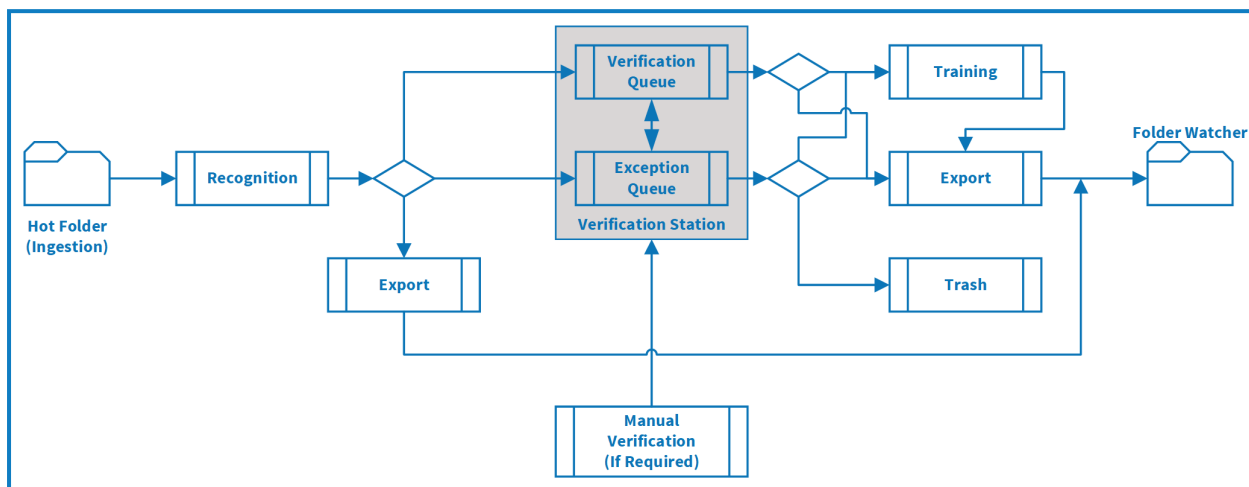 Verification
Queue
Training
Folder Watcher
Recognition
Exception
Queue
Export
Hot Folder
(Ingestion)
Verification Station
Export
Trash
Manual
Verification
(If Required)